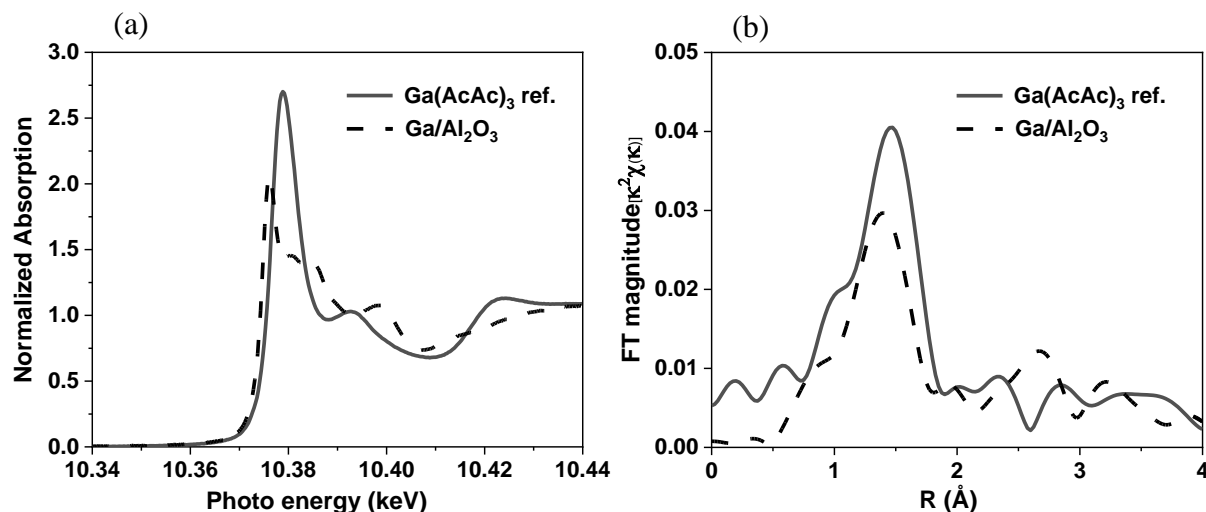 (a)
(b)
3.0
2.5
2.0
1.5
1.0
0.5
0.0
Normalized Absorption
Ga(AcAc)₃ ref.
Ga/Al₂O₃
10.34 10.36 10.38 10.40 10.42 10.44
Photo energy (keV)
0.05
0.04
0.03
0.02
0.01
0.00
FT magnitude[κ²χ(κ)]
Ga(AcAc)₃ ref.
Ga/Al₂O₃
0 1 2 3 4
R (Å)